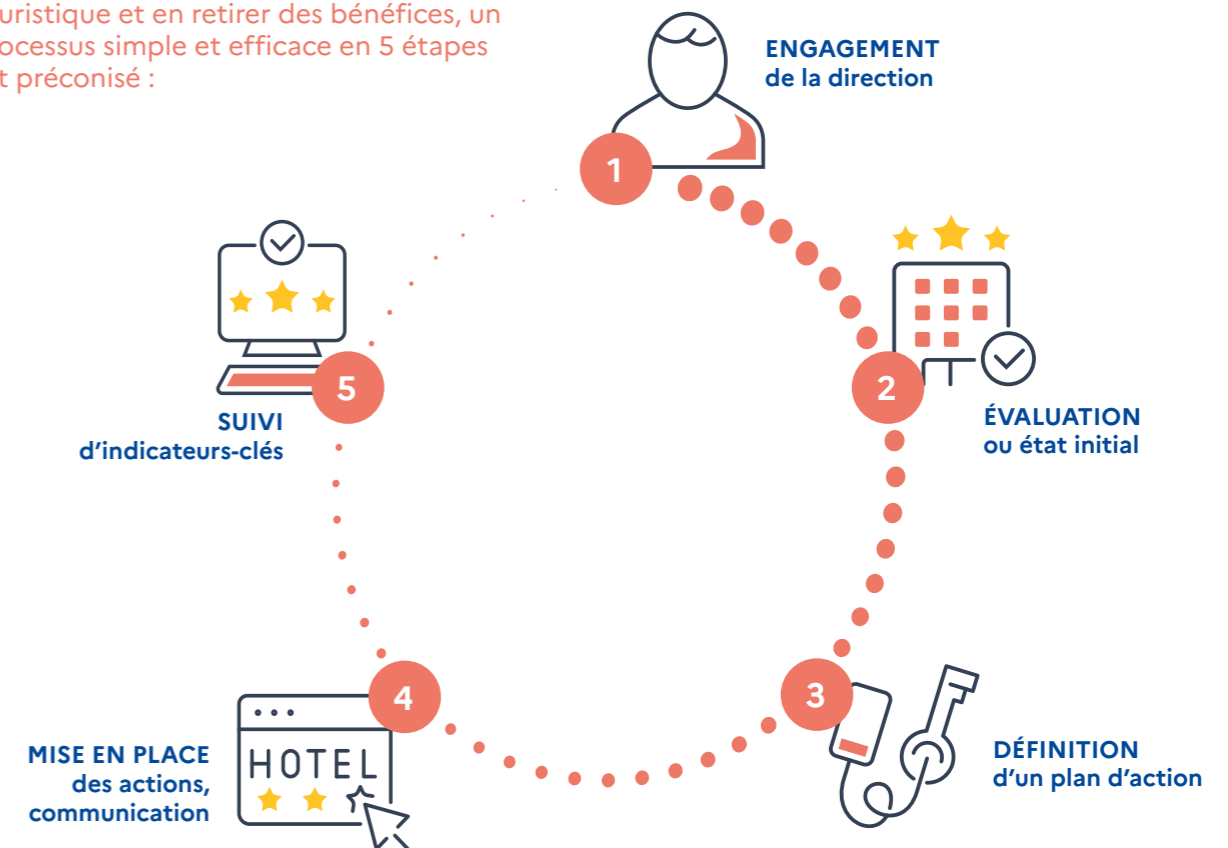 uristique et en retirer des bénéfices, un
ocessus simple et efficace en 5 étapes
t préconisé :
ENGAGEMENT
de la direction
1
2
ÉVALUATION
ou état initial
3
DÉFINITION
d’un plan d’action
4
HOTEL
MISE EN PLACE
des actions,
communication
5
SUIVI
d’indicateurs-clés